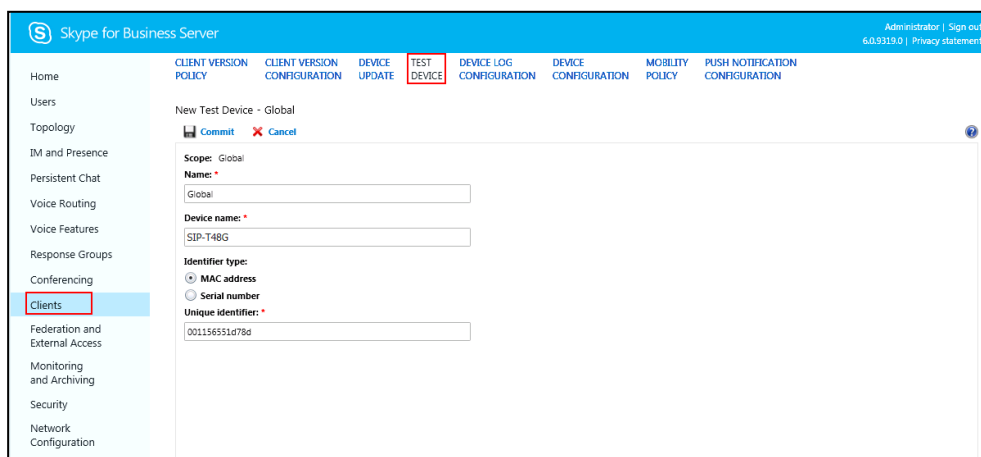 S Skype for Business Server
Administrator | Sign out
6.0.9319.0 | Privacy statement
Home
Users
Topology
IM and Presence
Persistent Chat
Voice Routing
Voice Features
Response Groups
Conferencing
Clients
Federation and
External Access
Monitoring
and Archiving
Security
Network
Configuration
CLIENT VERSION
POLICY
CLIENT VERSION
CONFIGURATION
DEVICE
UPDATE
TEST
DEVICE
DEVICE LOG
CONFIGURATION
DEVICE
CONFIGURATION
MOBILITY
POLICY
PUSH NOTIFICATION
CONFIGURATION
New Test Device - Global
Commit Cancel
?
Scope: Global
Name: *
Global
Device name: *
SIP-T48G
Identifier type:
MAC address
Serial number
Unique identifier: *
001156551d78d